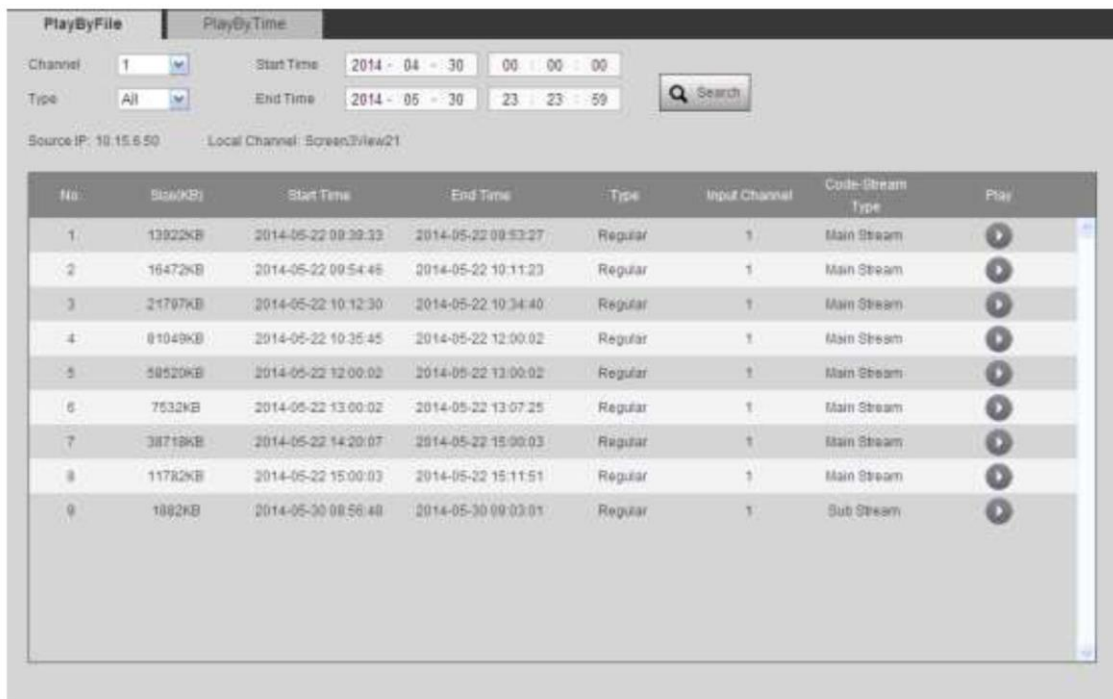 PlayByFile PlayByTime
Channel 1 Start Time 2014 - 04 - 30 00 : 00 : 00
Type All End Time 2014 - 05 - 30 23 : 23 : 59 Search
Source IP: 10.15.6.50 Local Channel: Screen3View21
No. Size(KB) Start Time End Time Type Input Channel Code-Stream Type Play
1 13922KB 2014-05-22 09:39:33 2014-05-22 09:53:27 Regular 1 Main Stream
2 16472KB 2014-05-22 09:54:46 2014-05-22 10:11:23 Regular 1 Main Stream
3 21797KB 2014-05-22 10:12:30 2014-05-22 10:34:40 Regular 1 Main Stream
4 81049KB 2014-05-22 10:35:45 2014-05-22 12:00:02 Regular 1 Main Stream
5 58520KB 2014-05-22 12:00:02 2014-05-22 13:00:02 Regular 1 Main Stream
6 7532KB 2014-05-22 13:00:02 2014-05-22 13:07:25 Regular 1 Main Stream
7 38718KB 2014-05-22 14:20:07 2014-05-22 15:00:03 Regular 1 Main Stream
8 11782KB 2014-05-22 15:00:03 2014-05-22 15:11:51 Regular 1 Main Stream
9 1882KB 2014-05-30 08:56:48 2014-05-30 09:03:01 Regular 1 Sub Stream